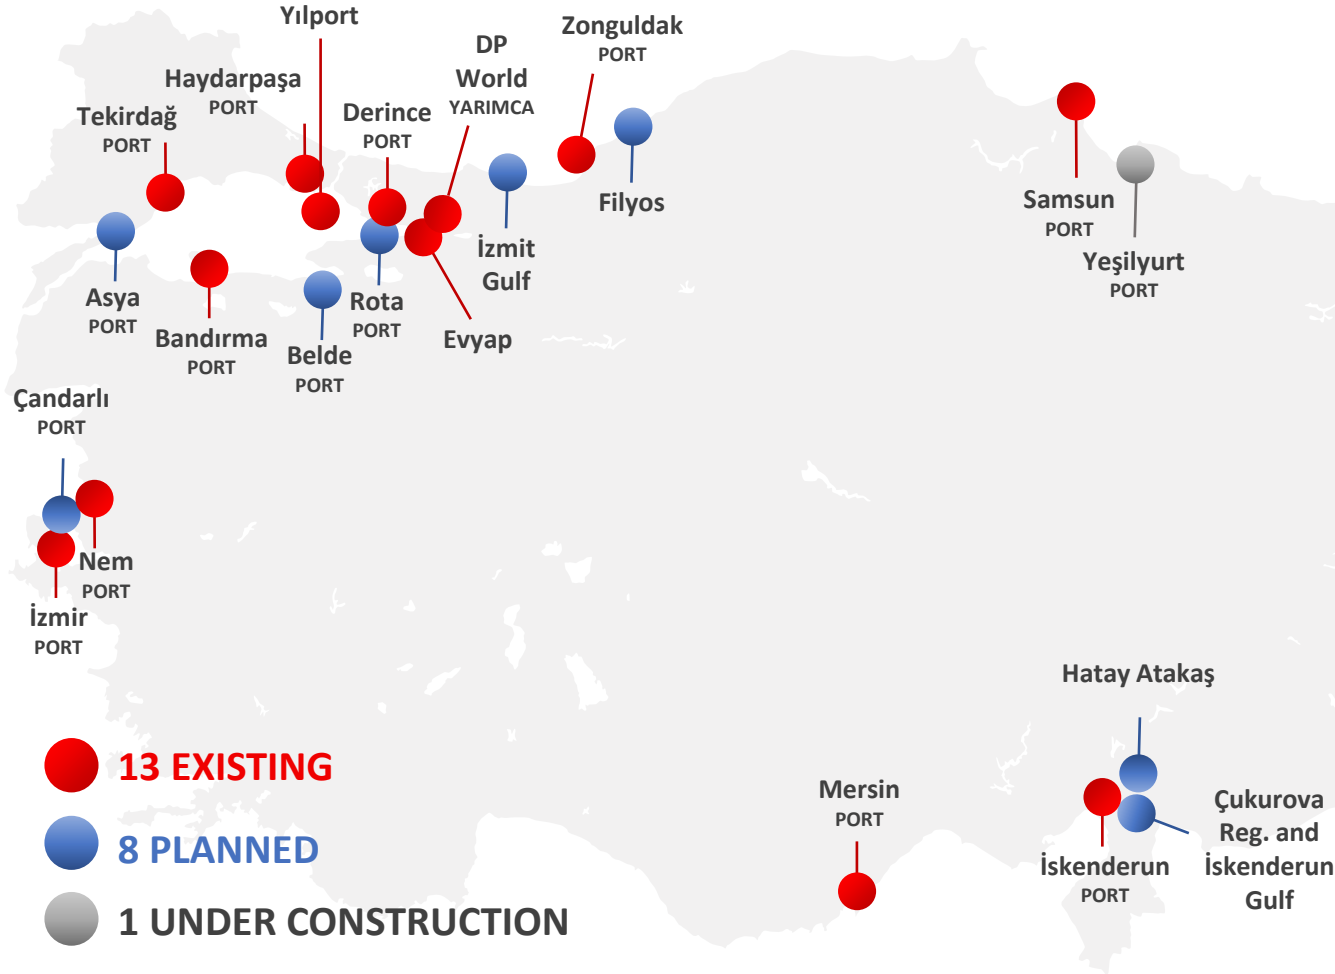 Yılport
Zonguldak
PORT
DP
World
YARIMCA
Haydarpaşa
PORT
Derince
PORT
Tekirdağ
PORT
Filyos
Samsun
PORT
İzmit
Gulf
Yeşilyurt
PORT
Asya
PORT
Rota
PORT
Bandırma
PORT
Evyap
Belde
PORT
Çandarlı
PORT
Nem
PORT
İzmir
PORT
Hatay Atakaş
13 EXISTING
Mersin
PORT
Çukurova
Reg. and
İskenderun
Gulf
8 PLANNED
İskenderun
PORT
1 UNDER CONSTRUCTION